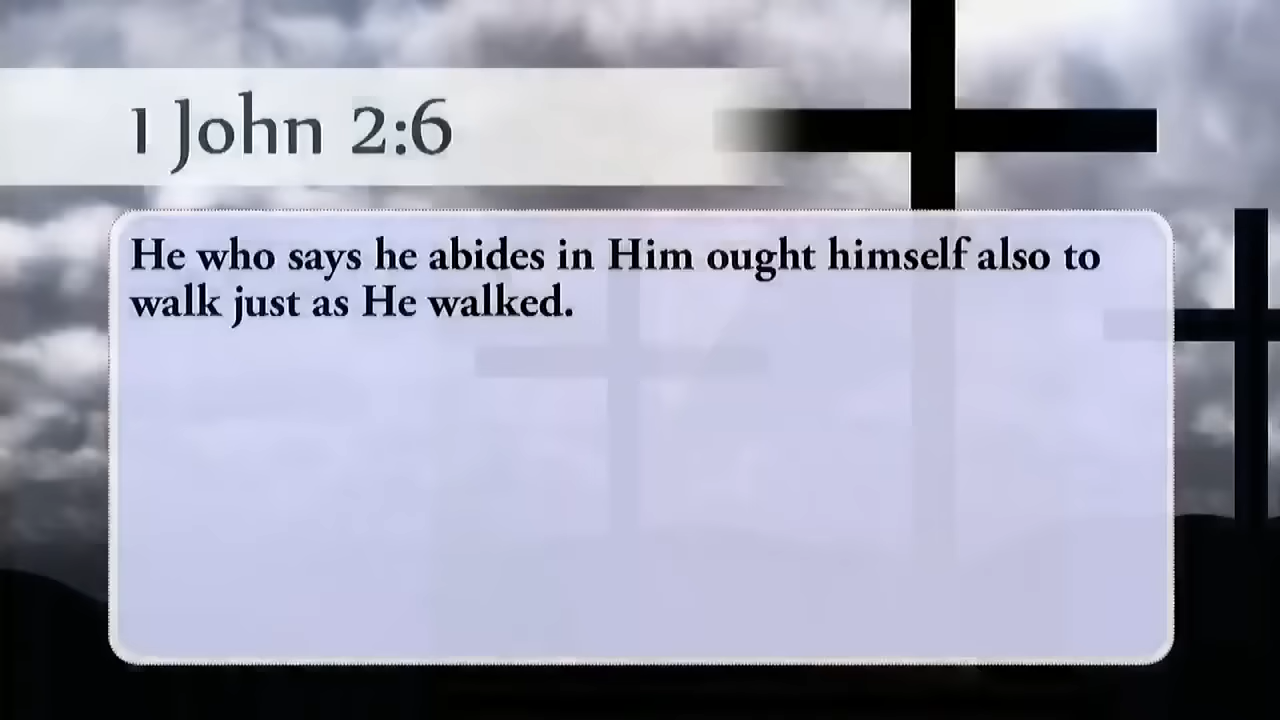 1 John 2:6
He who says he abides in Him ought himself also to
walk just as He walked.